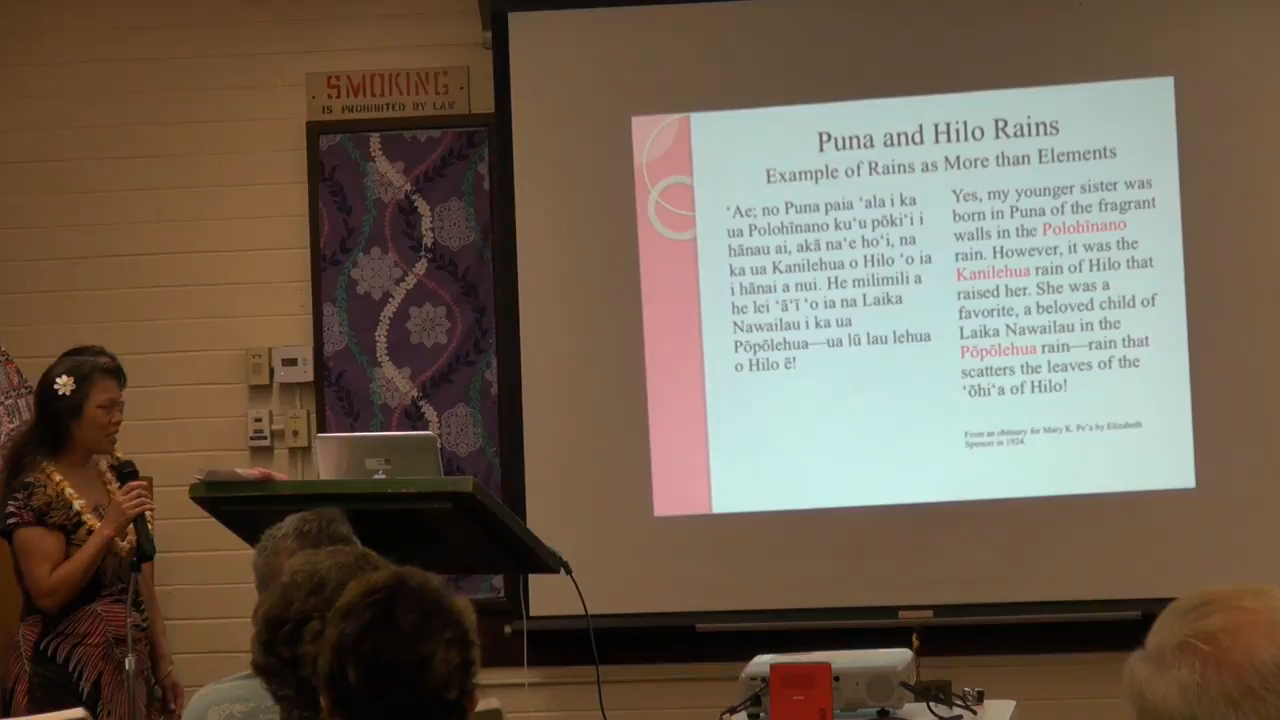 SMOKING
IS PROHIBITED BY LAW
Puna and Hilo Rains
Example of Rains as More than Elements
ʻAe; no Puna paia ʻala i ka
ua Polohīnano kuʻu pōkiʻi i
hānau ai, akā naʻe hoʻi, na
ka ua Kanilehua o Hilo ʻo ia
i hānai a nui. He milimili a
he lei ʻāʻī ʻo ia na Laika
Nawailau i ka ua
Pōpōlehua—ua lū lau lehua
o Hilo ē!
Yes, my younger sister was
born in Puna of the fragrant
walls in the Polohīnano
rain. However, it was the
Kanilehua rain of Hilo that
raised her. She was a
favorite, a beloved child of
Laika Nawailau in the
Pōpōlehua rain—rain that
scatters the leaves of the
ʻōhiʻa of Hilo!
From an obituary for Mary K. Peʻa by Elizabeth
Spencer in 1924.